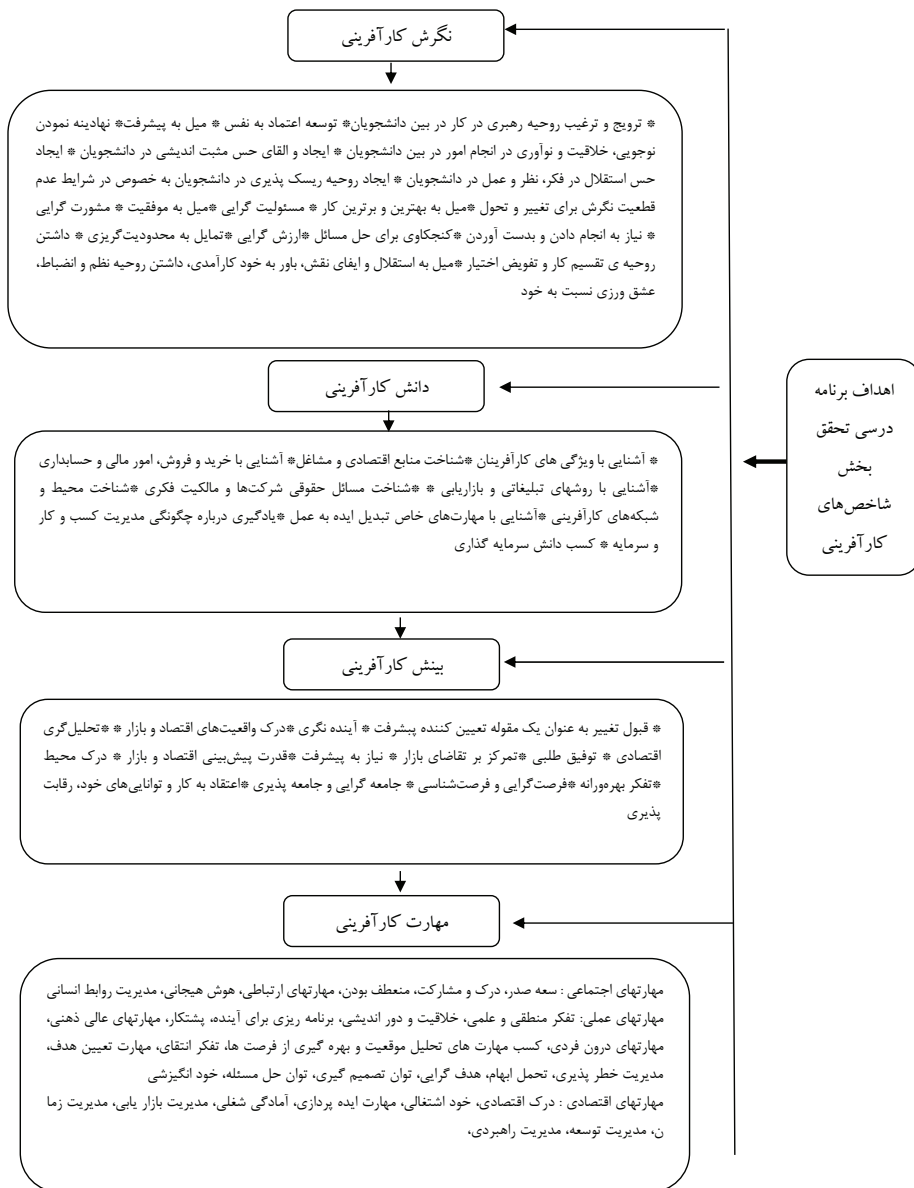 نگرش کارآفرینی
* ترویج و ترغیب روحیه رهبری در کار در بین دانشجویان* توسعه اعتماد به نفس * میل به پیشرفت* نهادینه نمودن
نوجویی، خلاقیت و نوآوری در انجام امور در بین دانشجویان * ایجاد و القای حس مثبت اندیشی در دانشجویان * ایجاد
حس استقلال در فکر، نظر و عمل در دانشجویان * ایجاد روحیه ریسک پذیری در دانشجویان به خصوص در شرایط عدم
قطعیت نگرش برای تغییر و تحول *میل به بهترین و برترین کار * مسئولیت گرایی *میل به موفقیت * مشورت گرایی
* نیاز به انجام دادن و بدست آوردن *کنجکاوی برای حل مسائل *ارزش گرایی *تمایل به محدودیت‌گریزی * داشتن
روحیه ی تقسیم کار و تفویض اختیار *میل به استقلال و ایفای نقش، باور به خود کارآمدی، داشتن روحیه نظم و انضباط،
عشق ورزی نسبت به خود
دانش کارآفرینی
* آشنایی با ویژگی های کارآفرینان *شناخت منابع اقتصادی و مشاغل* آشنایی با خرید و فروش، امور مالی و حسابداری
*آشنایی با روشهای تبلیغاتی و بازاریابی * *شناخت مسائل حقوقی شرکت‌ها و مالکیت فکری *شناخت محیط و
شبکه‌های کارآفرینی *آشنایی با مهارت‌های خاص تبدیل ایده به عمل *یادگیری درباره چگونگی مدیریت کسب و کار
و سرمایه * کسب دانش سرمایه گذاری
بینش کارآفرینی
* قبول تغییر به عنوان یک مقوله تعیین کننده پیشرفت * آینده نگری *درک واقعیت‌های اقتصاد و بازار * *تحلیل‌گری
اقتصادی * توفیق طلبی *تمرکز بر تقاضای بازار * نیاز به پیشرفت *قدرت پیش‌بینی اقتصاد و بازار * درک محیط
*تفکر بهره‌ورانه *فرصت‌گرایی و فرصت‌شناسی * جامعه گرایی و جامعه پذیری *اعتقاد به کار و توانایی‌های خود، رقابت
پذیری
مهارت کارآفرینی
مهارتهای اجتماعی : سعه صدر، درک و مشارکت، منعطف بودن، مهارتهای ارتباطی، هوش هیجانی، مدیریت روابط انسانی
مهارتهای عملی: تفکر منطقی و علمی، خلاقیت و دور اندیشی، برنامه ریزی برای آینده، پشتکار، مهارتهای عالی ذهنی،
مهارتهای درون فردی، کسب مهارت های تحلیل موقعیت و بهره گیری از فرصت ها، تفکر انتقای، مهارت تعیین هدف،
مدیریت خطر پذیری، تحمل ابهام، هدف گرایی، توان تصمیم گیری، توان حل مسئله، خود انگیزشی
مهارتهای اقتصادی : درک اقتصادی، خود اشتغالی، مهارت ایده پردازی، آمادگی شغلی، مدیریت بازار یابی، مدیریت زما
ن، مدیریت توسعه، مدیریت راهبردی،
اهداف برنامه
درسی تحقق
بخش
شاخص‌های
کارآفرینی